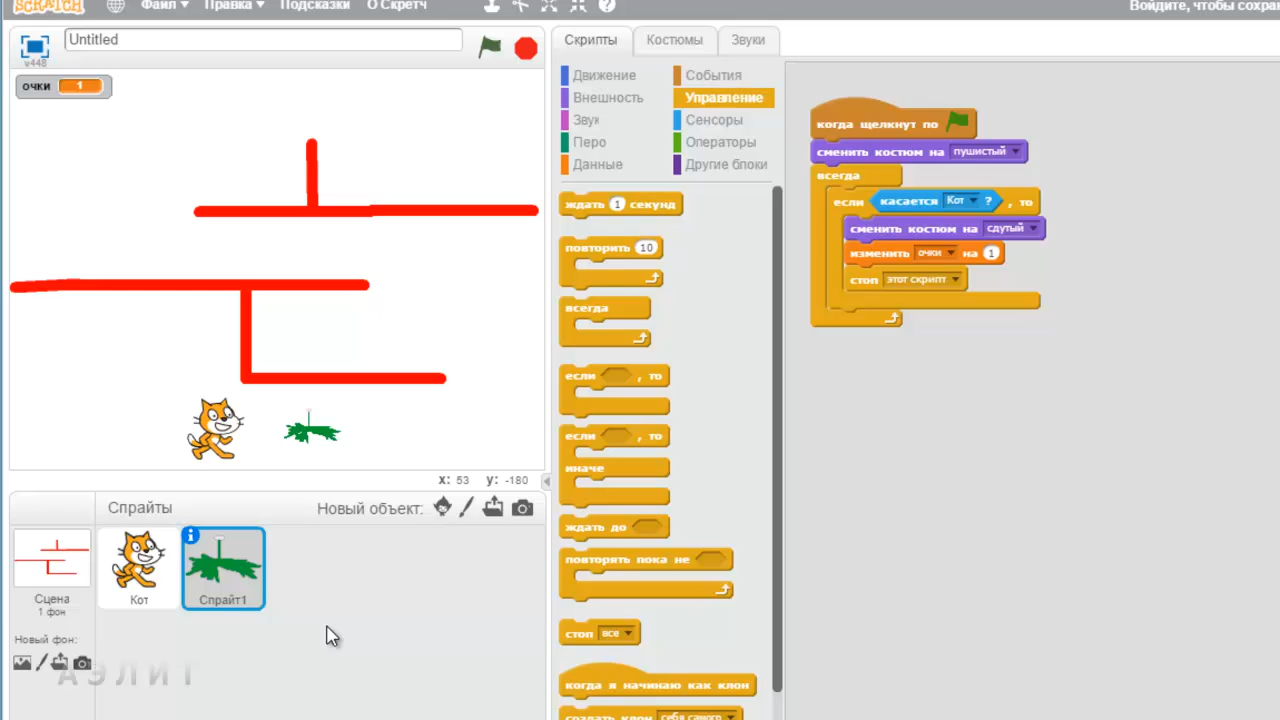 SCRATCH
Файл ▾ Правка ▾ Подсказки О Скретч
Войдите, чтобы сохра
Untitled
v448
очки 1
x: 53 y: -180
Спрайты Новый объект:
Сцена
1 фон
Новый фон:
Кот
Спрайт1
АЭЛИТ
Скрипты Костюмы Звуки
Движение
Внешность
Звук
Перо
Данные
События
Управление
Сенсоры
Операторы
Другие блоки
ждать 1 секунд
повторить 10
всегда
если , то
если , то
иначе
ждать до
повторять пока не
стоп все
когда я начинаю как клон
создать клон себя самого
когда щелкнут по
сменить костюм на пушистый
всегда
если касается Кот ? , то
сменить костюм на сдутый
изменить очки на 1
стоп этот скрипт